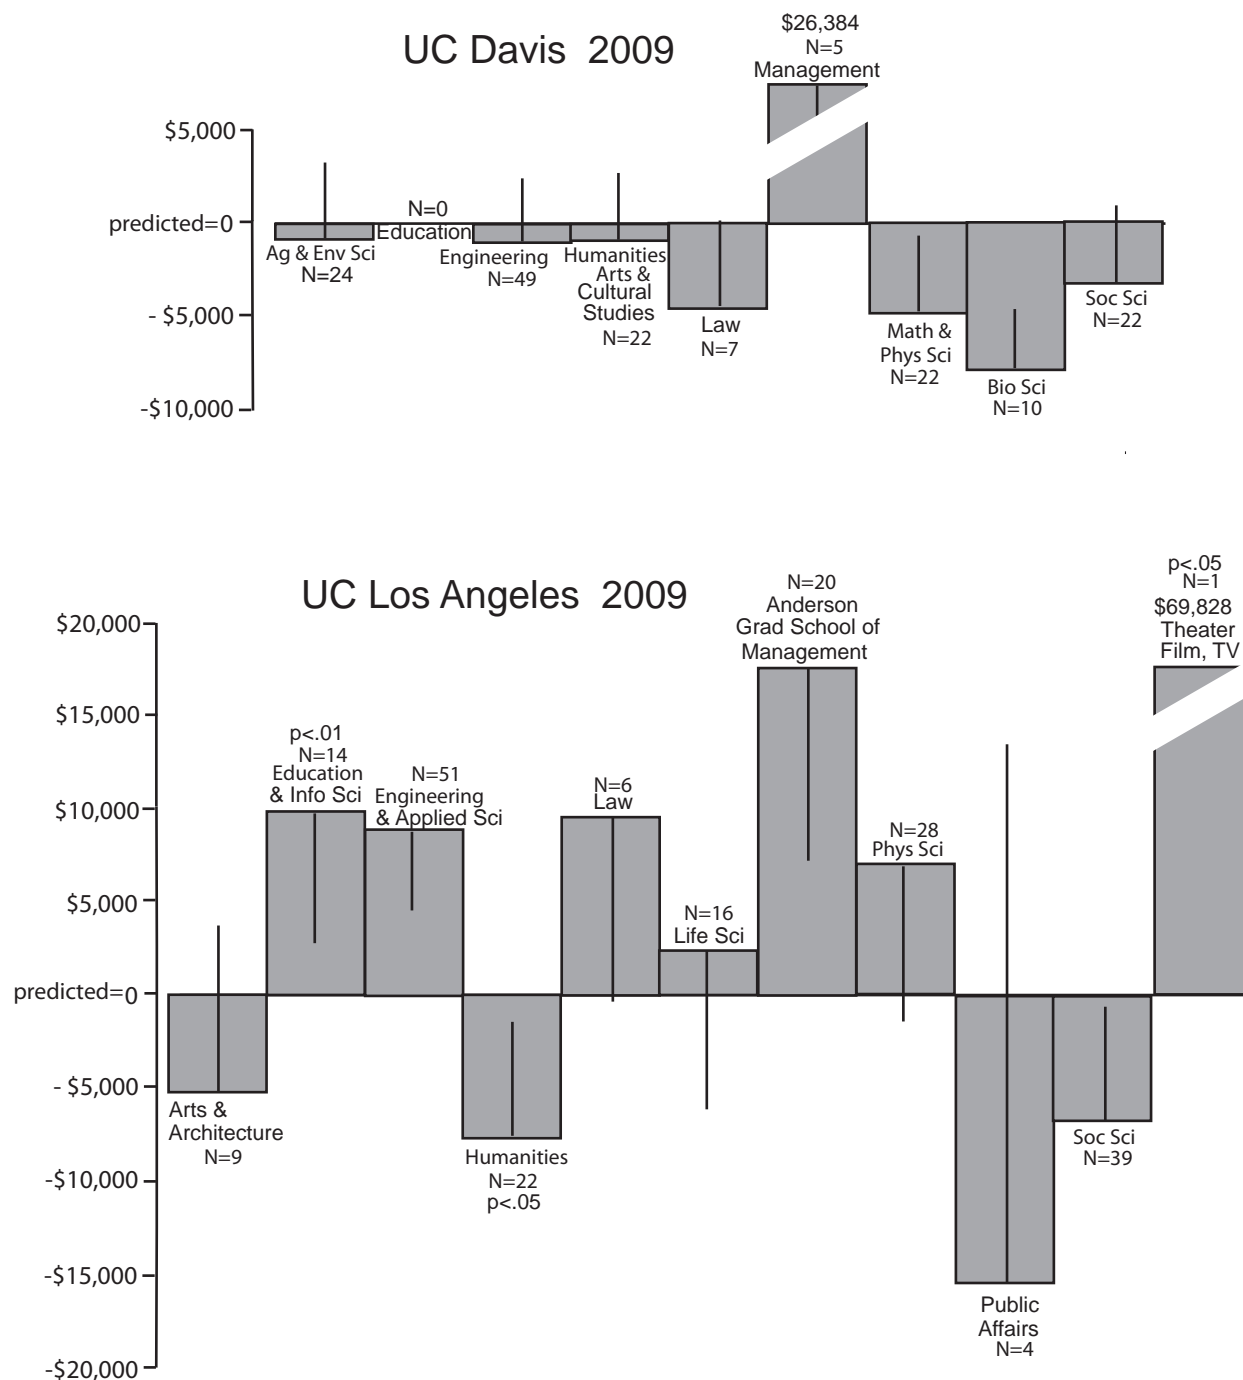 UC Davis 2009
$26,384
N=5
Management
$5,000
predicted=0
- $5,000
-$10,000
Ag & Env Sci
N=24
N=0
Education
Engineering
N=49
Humanities
Arts &
Cultural
Studies
N=22
Law
N=7
Math &
Phys Sci
N=22
Bio Sci
N=10
Soc Sci
N=22
UC Los Angeles 2009
$20,000
$15,000
$10,000
$5,000
predicted=0
- $5,000
-$10,000
-$15,000
-$20,000
Arts &
Architecture
N=9
p<.01
N=14
Education
& Info Sci
N=51
Engineering
& Applied Sci
Humanities
N=22
p<.05
N=6
Law
N=16
Life Sci
N=20
Anderson
Grad School of
Management
N=28
Phys Sci
Public
Affairs
N=4
Soc Sci
N=39
p<.05
N=1
$69,828
Theater
Film, TV